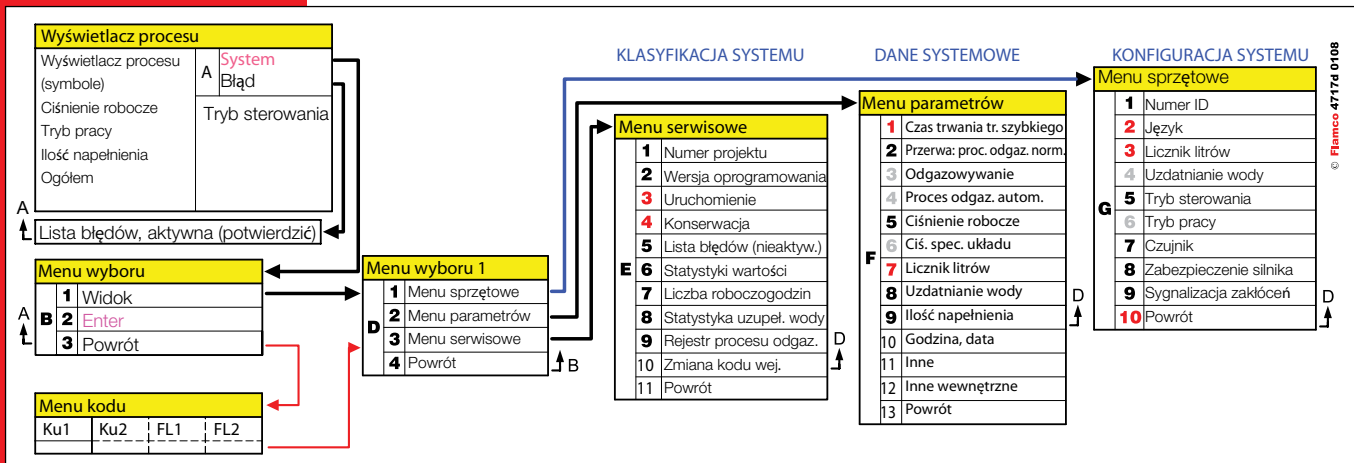 Wyświetlacz procesu
Wyświetlacz procesu
(symbole)
Ciśnienie robocze
Tryb pracy
Ilość napełnienia
Ogółem
A
System
Błąd
Tryb sterowania
A
Lista błędów, aktywna (potwierdzić)
Menu wyboru
A
B
1 Widok
2 Enter
3 Powrót
Menu kodu
Ku1 Ku2 FL1 FL2
Menu wyboru 1
D
1 Menu sprzętowe
2 Menu parametrów
3 Menu serwisowe
4 Powrót
B
KLASYFIKACJA SYSTEMU
Menu serwisowe
E
1 Numer projektu
2 Wersja oprogramowania
3 Uruchomienie
4 Konserwacja
5 Lista błędów (nieaktyw.)
6 Statystyki wartości
7 Liczba roboczogodzin
8 Statystyka uzupeł. wody
9 Rejestr procesu odgaz.
10 Zmiana kodu wej.
11 Powrót
D
DANE SYSTEMOWE
Menu parametrów
F
1 Czas trwania tr. szybkiego
2 Przerwa: proc. odgaz. norm.
3 Odgazowywanie
4 Proces odgaz. autom.
5 Ciśnienie robocze
6 Ciś. spec. układu
7 Licznik litrów
8 Uzdatnianie wody
9 Ilość napełnienia
10 Godzina, data
11 Inne
12 Inne wewnętrzne
13 Powrót
D
KONFIGURACJA SYSTEMU
Menu sprzętowe
G
1 Numer ID
2 Język
3 Licznik litrów
4 Uzdatnianie wody
5 Tryb sterowania
6 Tryb pracy
7 Czujnik
8 Zabezpieczenie silnika
9 Sygnalizacja zakłóceń
10 Powrót
D
© Flamco 4717d 0108